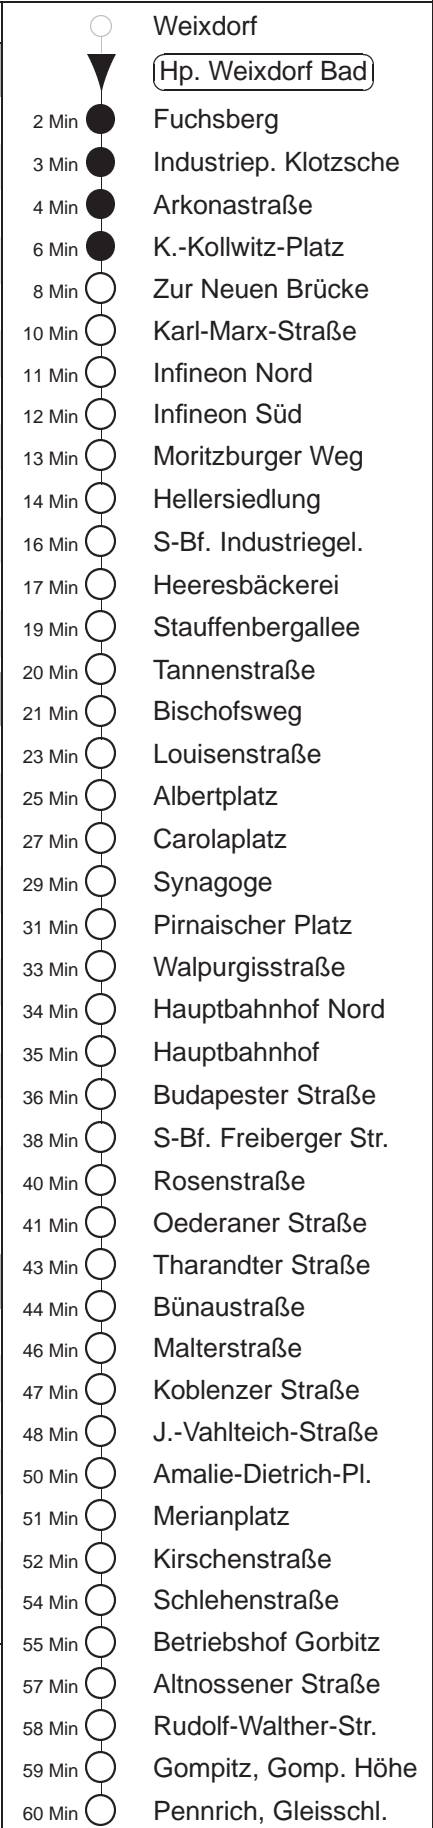 Weixdorf
Hp. Weixdorf Bad
2 Min Fuchsberg
3 Min Industriep. Klotzsche
4 Min Arkonastraße
6 Min K.-Kollwitz-Platz
8 Min Zur Neuen Brücke
10 Min Karl-Marx-Straße
11 Min Infineon Nord
12 Min Infineon Süd
13 Min Moritzburger Weg
14 Min Hellersiedlung
16 Min S-Bf. Industriegel.
17 Min Heeresbäckerei
19 Min Stauffenbergallee
20 Min Tannenstraße
21 Min Bischofsweg
23 Min Louisenstraße
25 Min Albertplatz
27 Min Carolaplatz
29 Min Synagoge
31 Min Pirnaischer Platz
33 Min Walpurgisstraße
34 Min Hauptbahnhof Nord
35 Min Hauptbahnhof
36 Min Budapester Straße
38 Min S-Bf. Freiberger Str.
40 Min Rosenstraße
41 Min Oederaner Straße
43 Min Tharandter Straße
44 Min Bünaustraße
46 Min Malterstraße
47 Min Koblenzer Straße
48 Min J.-Vahlteich-Straße
50 Min Amalie-Dietrich-Pl.
51 Min Merianplatz
52 Min Kirschenstraße
54 Min Schlehenstraße
55 Min Betriebshof Gorbitz
57 Min Altnossener Straße
58 Min Rudolf-Walther-Str.
59 Min Gompitz, Gomp. Höhe
60 Min Pennrich, Gleisschl.